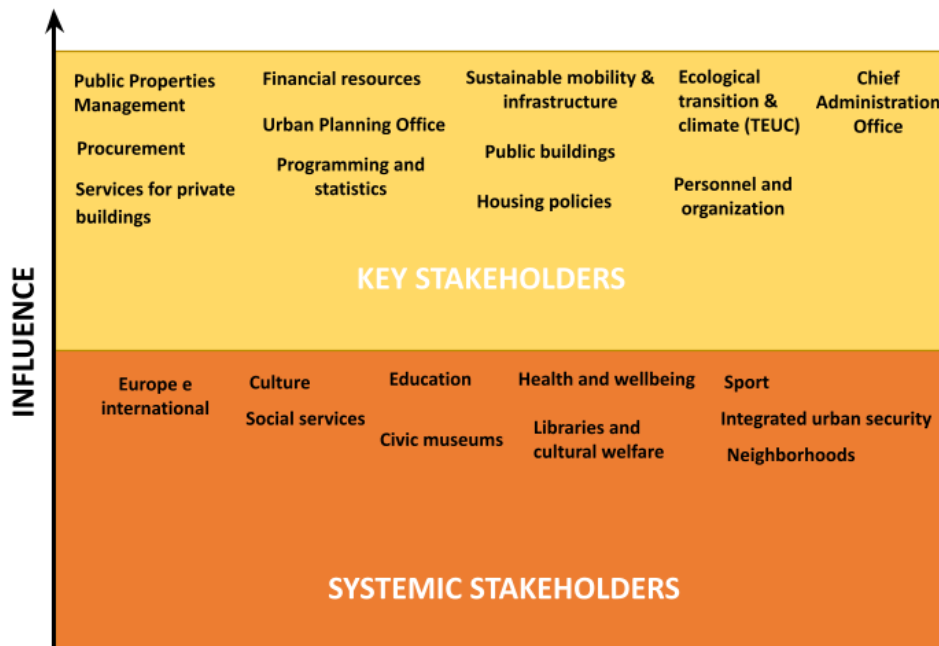 Public Properties
Management
Procurement
Services for private
buildings
Financial resources
Urban Planning Office
Programming and
statistics
Sustainable mobility &
infrastructure
Public buildings
Housing policies
Ecological
transition &
climate (TEUC)
Personnel and
organization
Chief
Administration
Office
KEY STAKEHOLDERS
INFLUENCE
Europe e
international
Culture
Social services
Education
Civic museums
Health and wellbeing
Libraries and
cultural welfare
Sport
Integrated urban security
Neighborhoods
SYSTEMIC STAKEHOLDERS